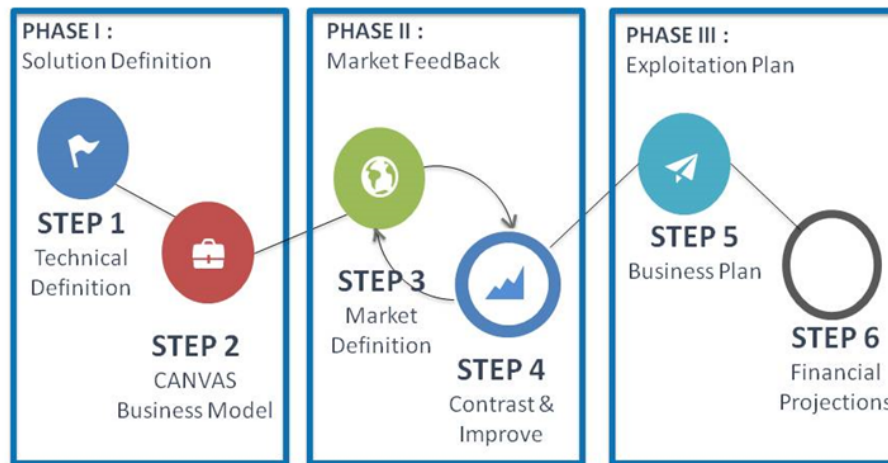 PHASE I :
Solution Definition
STEP 1
Technical
Definition
STEP 2
CANVAS
Business Model
PHASE II :
Market FeedBack
STEP 3
Market
Definition
STEP 4
Contrast &
Improve
PHASE III :
Exploitation Plan
STEP 5
Business Plan
STEP 6
Financial
Projections